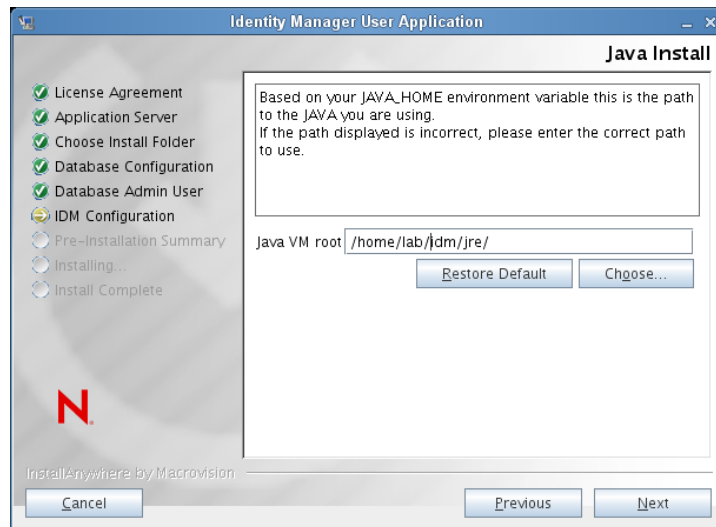 Identity Manager User Application
Java Install
License Agreement
Application Server
Choose Install Folder
Database Configuration
Database Admin User
IDM Configuration
Pre-Installation Summary
Installing...
Install Complete
Based on your JAVA_HOME environment variable this is the path
to the JAVA you are using.
If the path displayed is incorrect, please enter the correct path
to use.
Java VM root /home/lab/idm/jre/
Restore Default Choose...
N.
InstallAnywhere by Macrovision
Cancel Previous Next